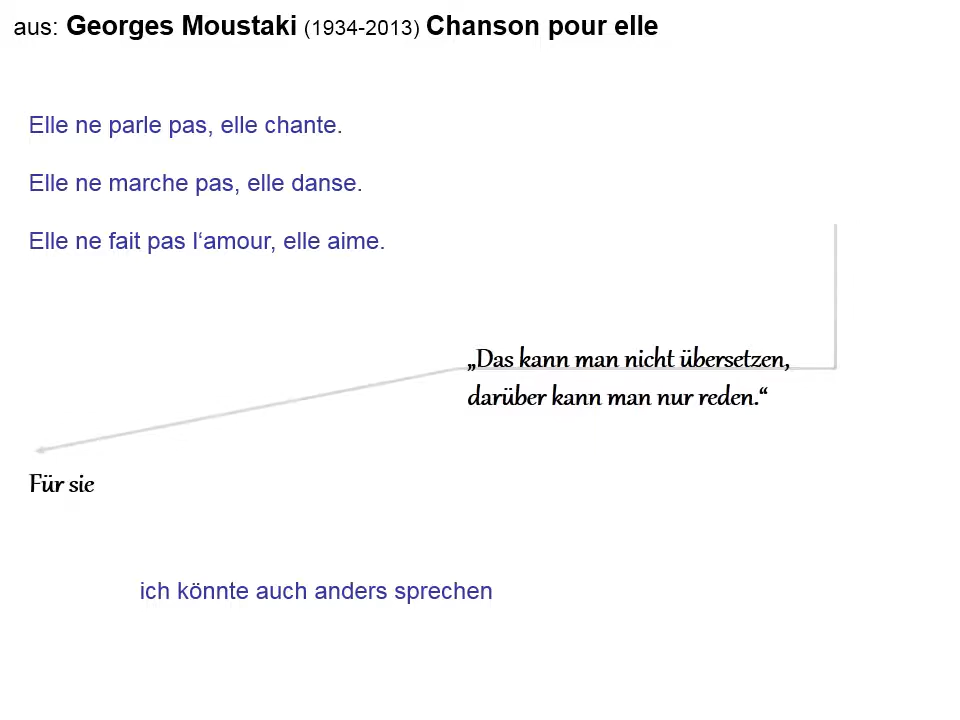 aus: Georges Moustaki (1934-2013) Chanson pour elle
Elle ne parle pas, elle chante.
Elle ne marche pas, elle danse.
Elle ne fait pas l‘amour, elle aime.
„Das kann man nicht übersetzen,
darüber kann man nur reden.“
Für sie
ich könnte auch anders sprechen